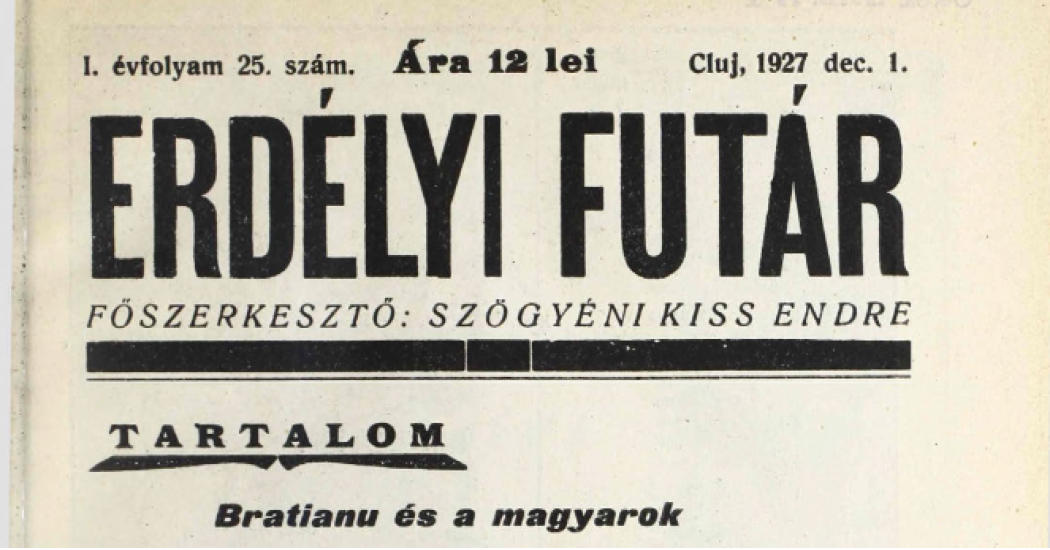 I. évfolyam 25. szám. Ára 12 lei Cluj, 1927 dec. 1.
ERDÉLYI FUTÁR
FŐSZERKESZTŐ: SZÖGYÉNI KISS ENDRE
TARTALOM
Bratianu és a magyarok